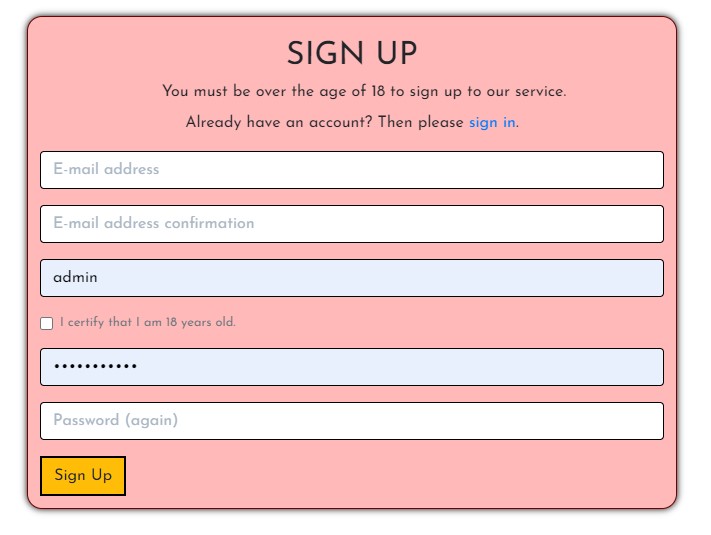 SIGN UP
You must be over the age of 18 to sign up to our service.
Already have an account? Then please sign in.
E-mail address
E-mail address confirmation
admin
I certify that I am 18 years old.
•••••••••••
Password (again)
Sign Up